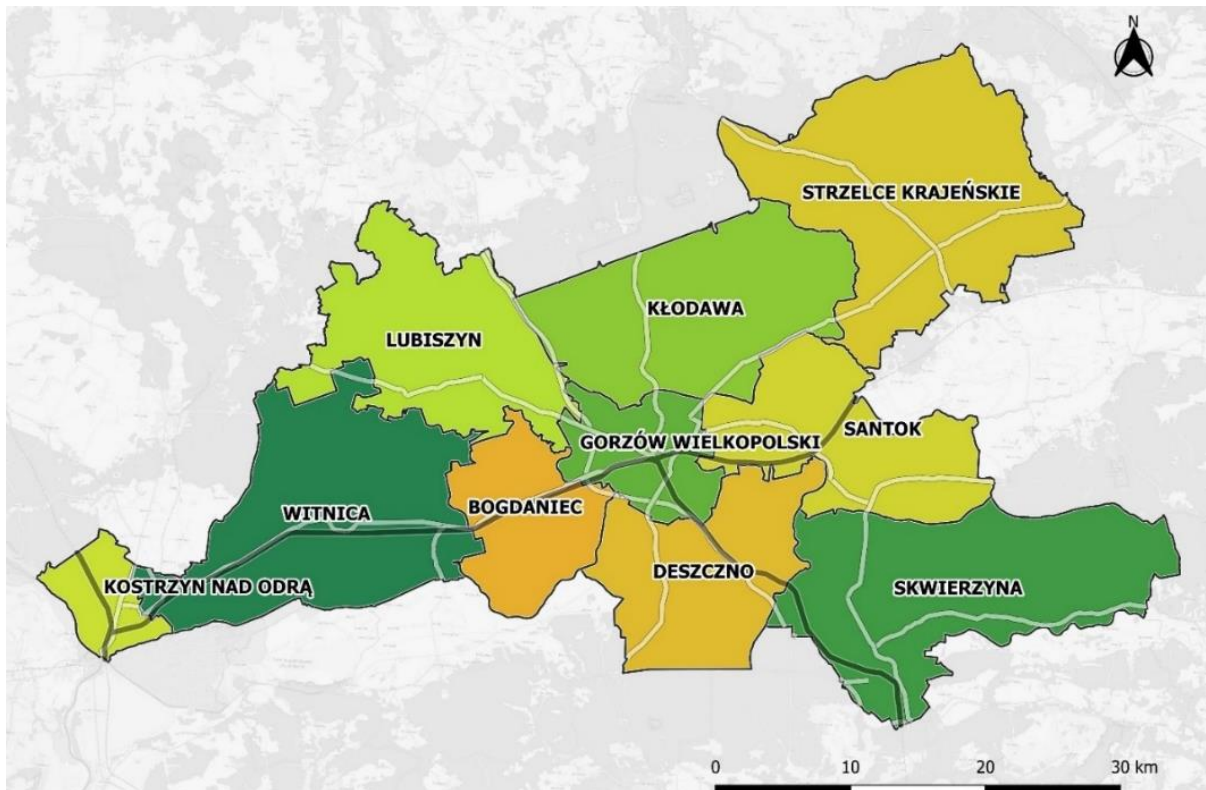 N
STRZELCE KRAJEŃSKIE
KŁODAWA
LUBISZYN
SANTOK
GORZÓW WIELKOPOLSKI
BOGDANIEC
WITNICA
DESZCZNO
KOSTRZYN NAD ODRĄ
SKWIERZYNA
0 10 20 30 km